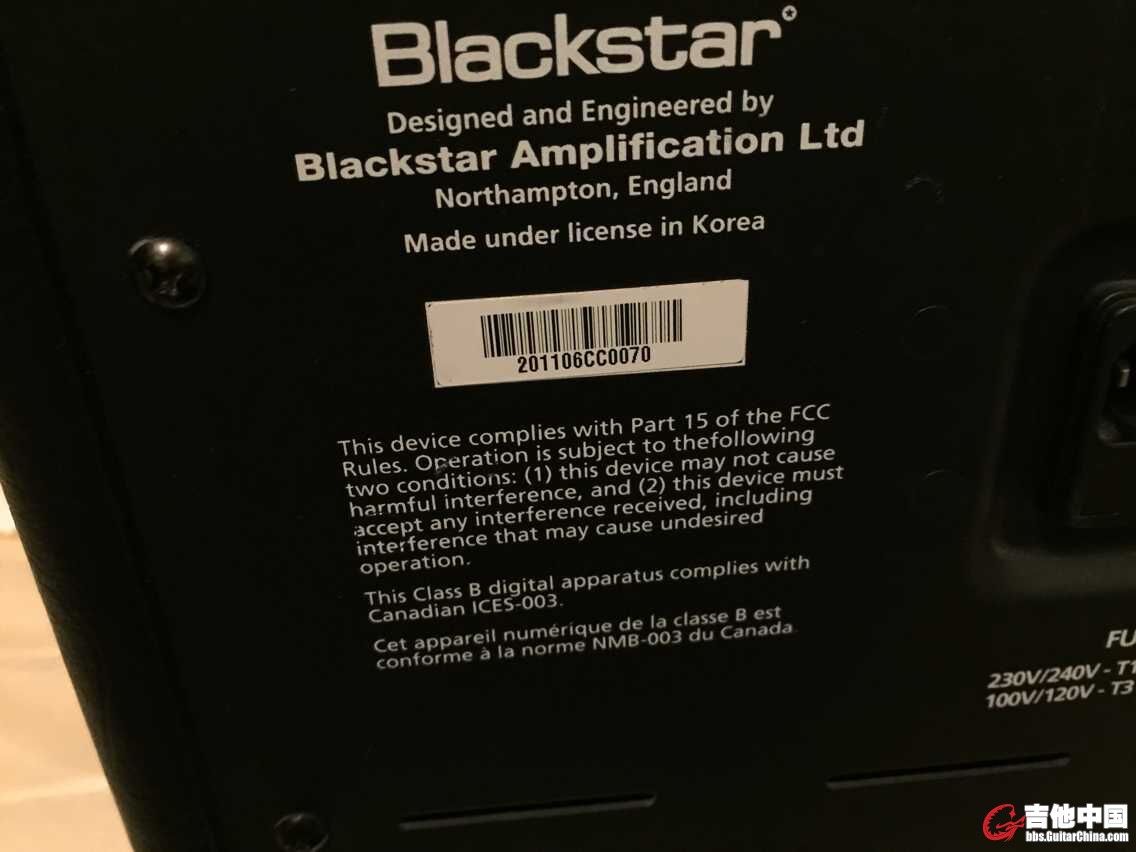 Blackstar
Designed and Engineered by
Blackstar Amplification Ltd
Northampton, England
Made under license in Korea
201106CC0070
This device complies with Part 15 of the FCC
Rules. Operation is subject to thefollowing
two conditions: (1) this device may not cause
harmful interference, and (2) this device must
accept any interference received, including
interference that may cause undesired
operation.
This Class B digital apparatus complies with
Canadian ICES-003.
Cet appareil numérique de la classe B est
conforme à la norme NMB-003 du Canada.
FU
230V/240V - T1
100V/120V - T3
吉他中国
bbs.GuitarChina.com